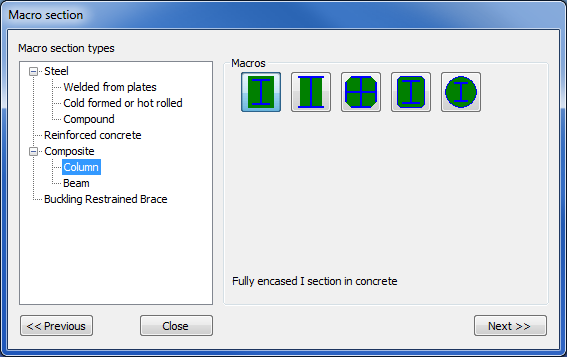 Macro section
Macro section types
Steel
Welded from plates
Cold formed or hot rolled
Compound
Reinforced concrete
Composite
Column
Beam
Buckling Restrained Brace
Macros
Fully encased I section in concrete
<< Previous
Close
Next >>